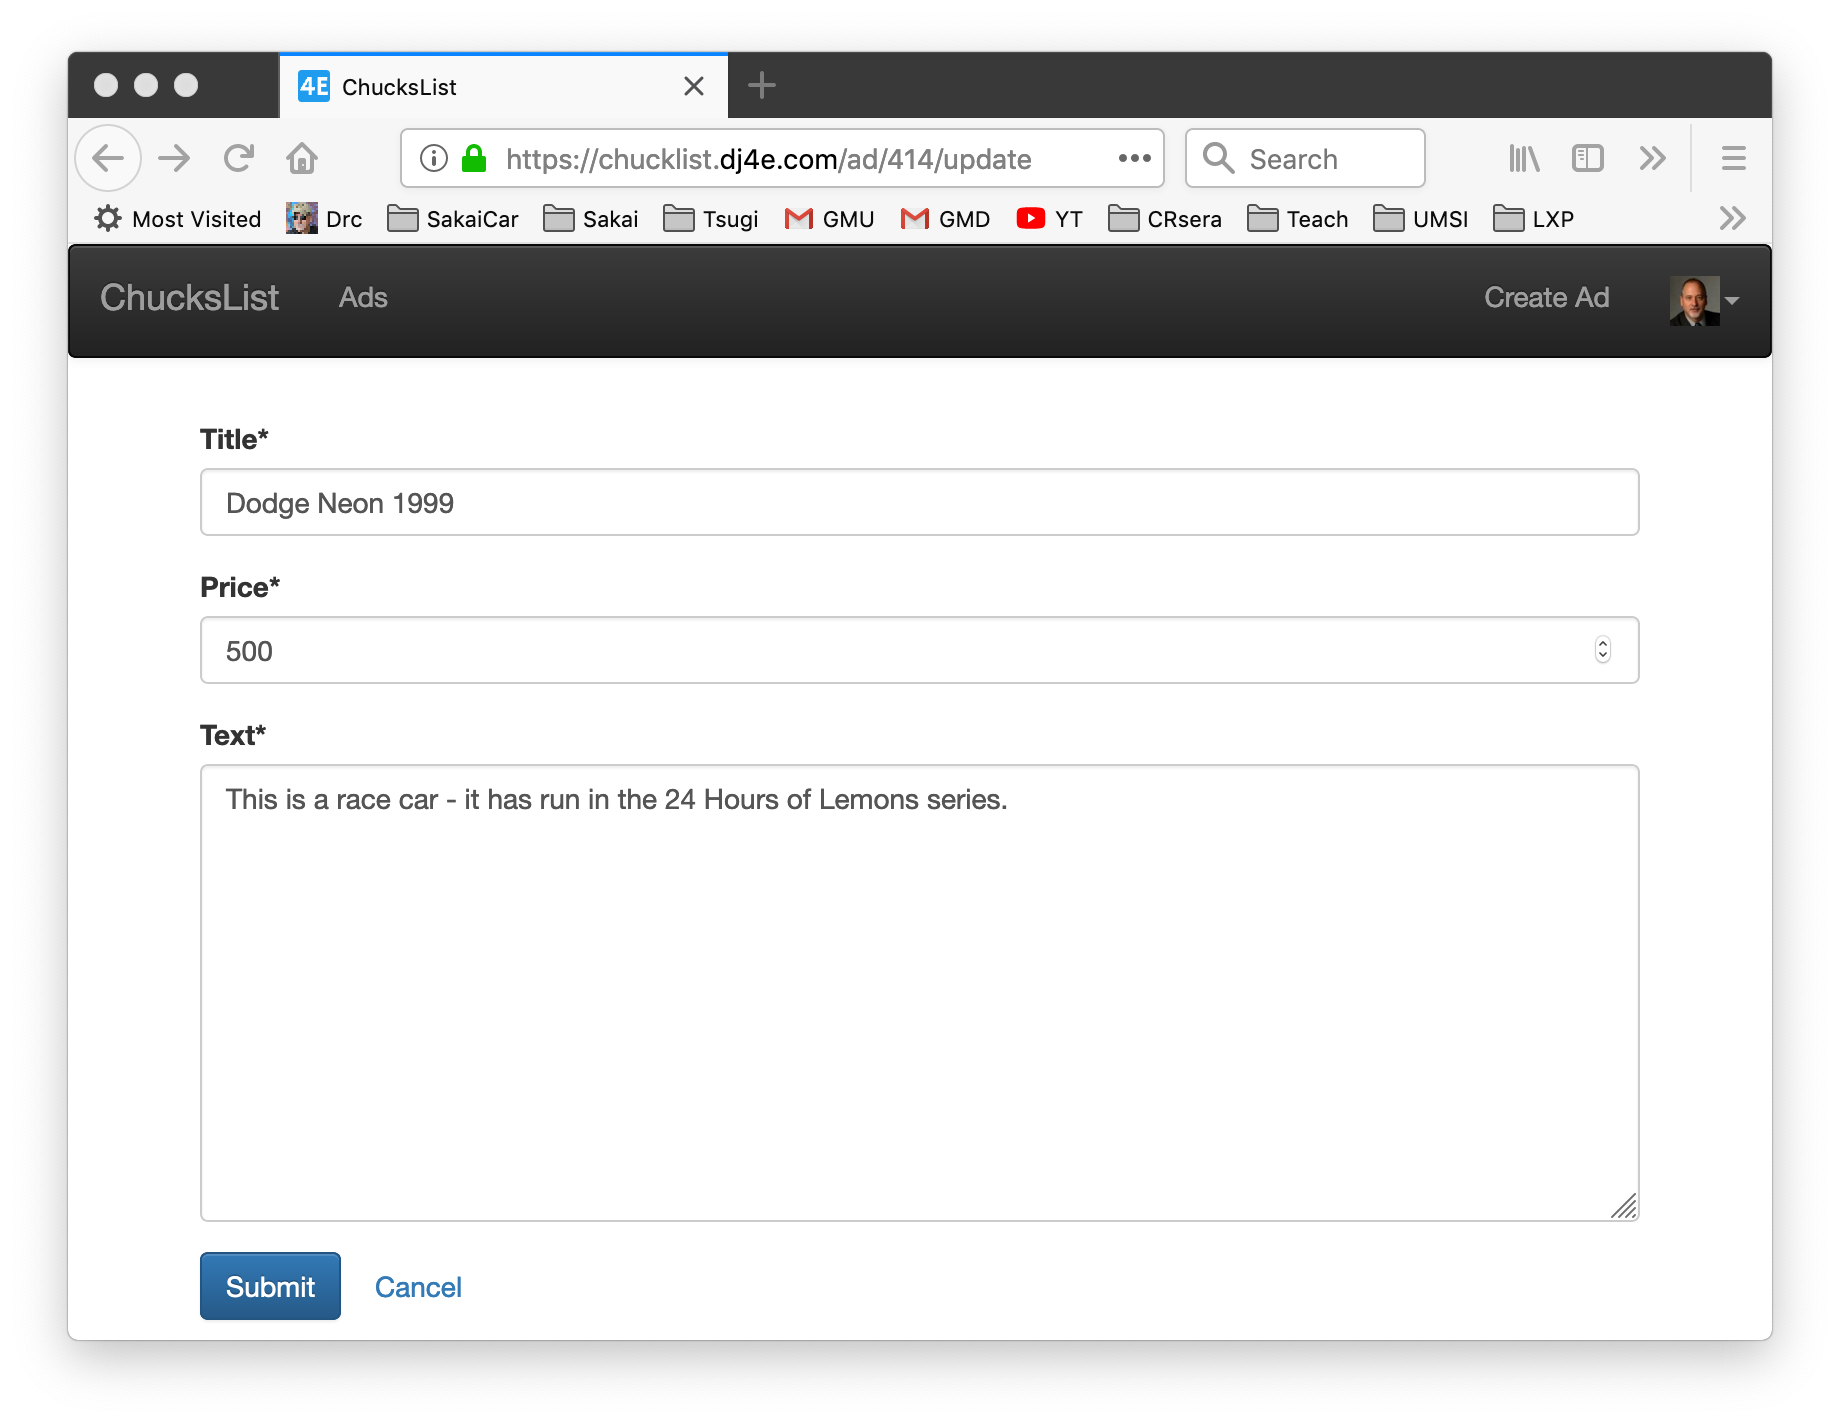 4E ChucksList
https://chucklist.dj4e.com/ad/414/update Search
Most Visited Drc SakaiCar Sakai Tsugi GMU GMD YT CRsera Teach UMSI LXP
ChucksList Ads Create Ad
Title*
Dodge Neon 1999
Price*
500
Text*
This is a race car - it has run in the 24 Hours of Lemons series.
Submit Cancel